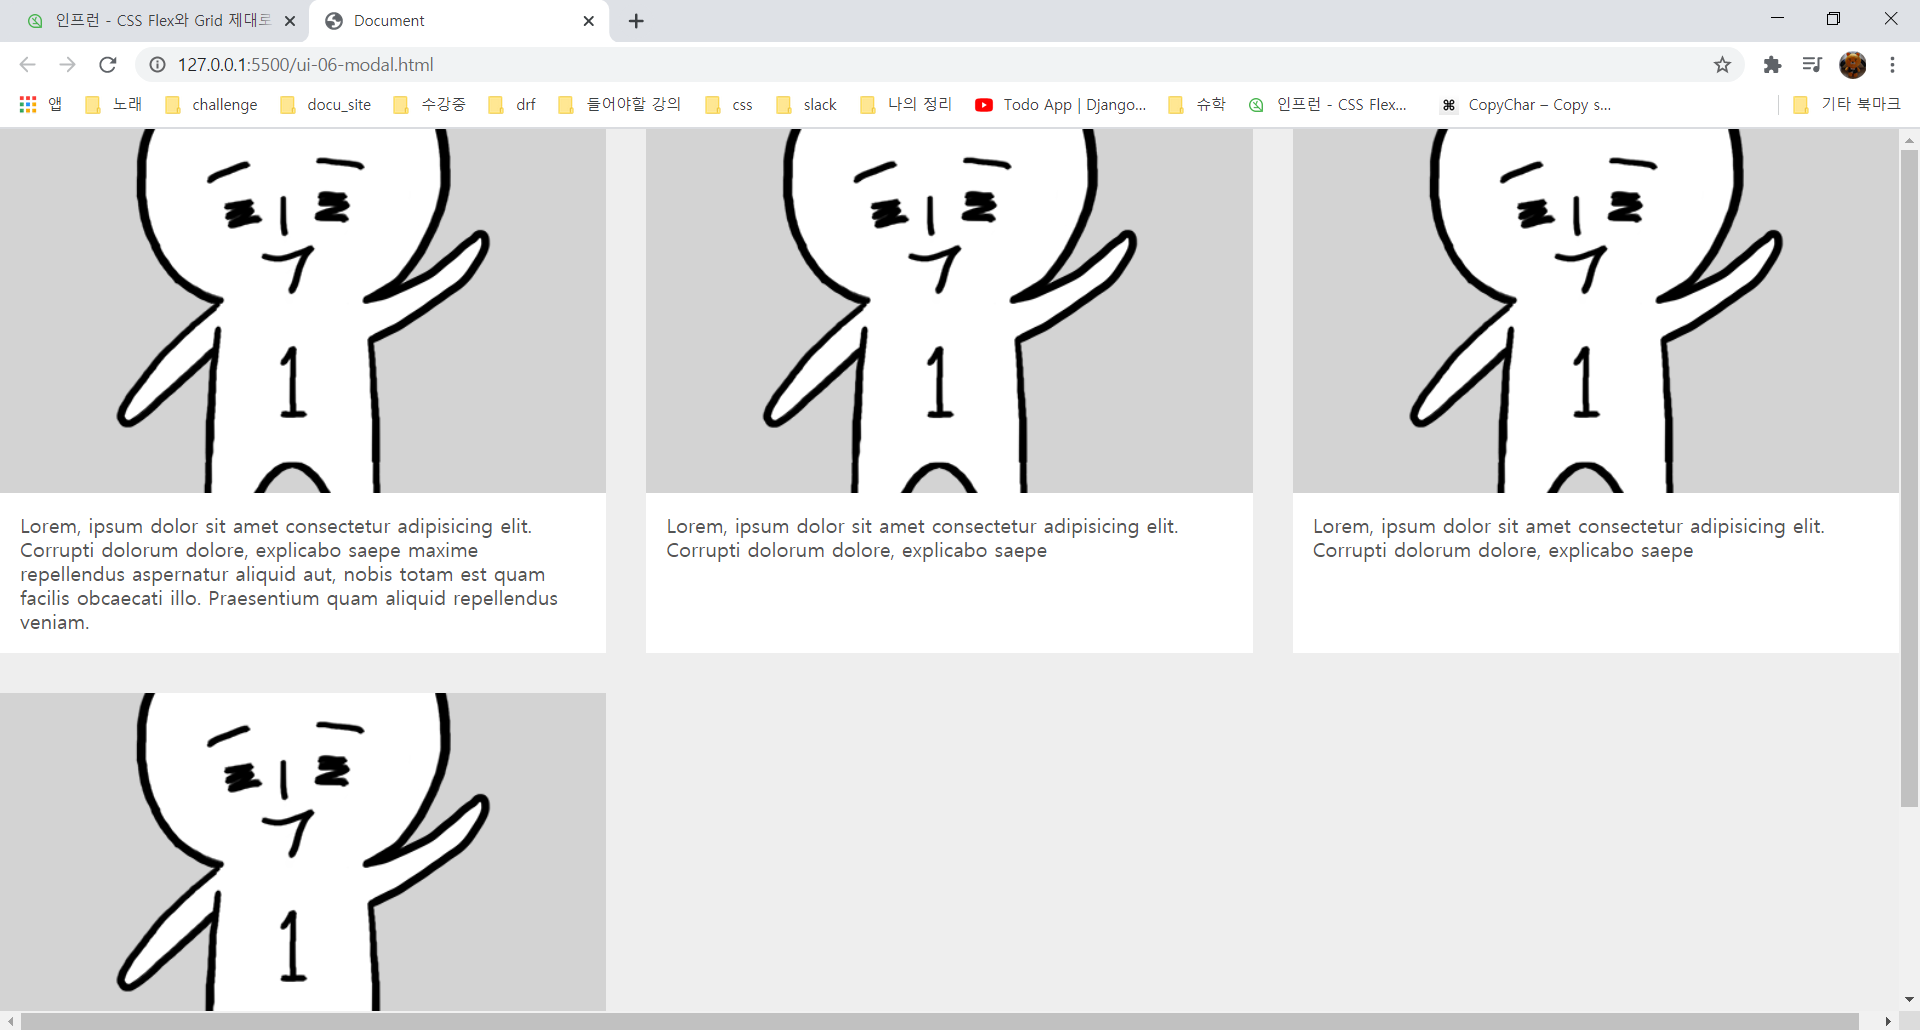 인프런 - CSS Flex와 Grid 제대로
Document
127.0.0.1:5500/ui-06-modal.html
앱 노래 challenge docu_site 수강중 drf 들어야할 강의 css slack 나의 정리 Todo App | Django... 슈학 인프런 - CSS Flex... CopyChar – Copy s... 기타 북마크
1 1 1
Lorem, ipsum dolor sit amet consectetur adipisicing elit.
Corrupti dolorum dolore, explicabo saepe maxime
repellendus aspernatur aliquid aut, nobis totam est quam
facilis obcaecati illo. Praesentium quam aliquid repellendus
veniam.
Lorem, ipsum dolor sit amet consectetur adipisicing elit.
Corrupti dolorum dolore, explicabo saepe
Lorem, ipsum dolor sit amet consectetur adipisicing elit.
Corrupti dolorum dolore, explicabo saepe
1